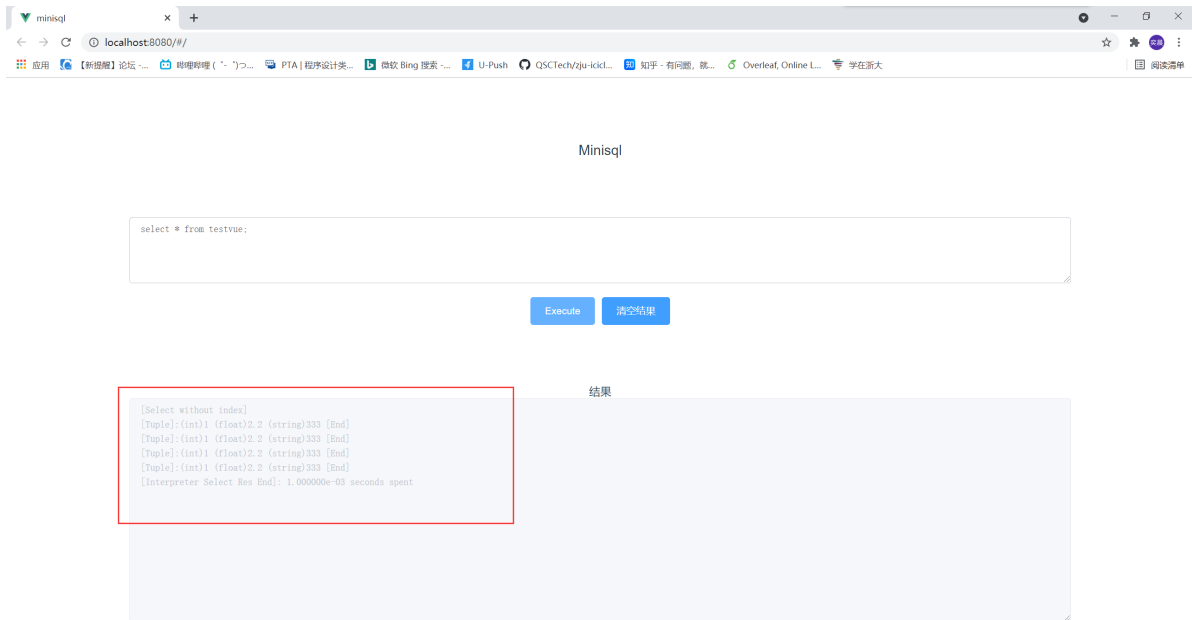 minisql
localhost:8080/#/
应用 【新提醒】论坛 -... 哔哩哔哩 ( ゜- ゜)つ... PTA | 程序设计类... 微软 Bing 搜索 -... U-Push QSCTech/zju-icicl... 知乎 - 有问题，就... Overleaf, Online L... 学在浙大 阅读清单
Minisql
select * from testvue;
Execute 清空结果
结果
[Select without index]
[Tuple]:(int)1 (float)2.2 (string)333 [End]
[Tuple]:(int)1 (float)2.2 (string)333 [End]
[Tuple]:(int)1 (float)2.2 (string)333 [End]
[Tuple]:(int)1 (float)2.2 (string)333 [End]
[Interpreter Select Res End]: 1.000000e-03 seconds spent